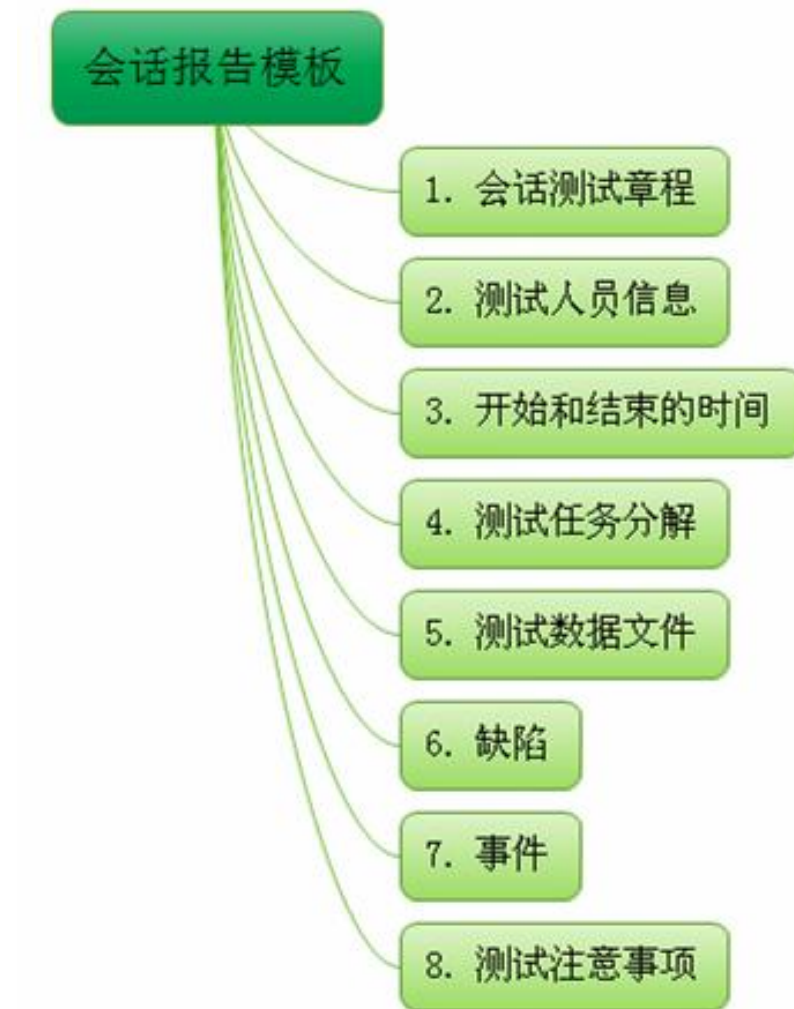 会话报告模板
1. 会话测试章程
2. 测试人员信息
3. 开始和结束的时间
4. 测试任务分解
5. 测试数据文件
6. 缺陷
7. 事件
8. 测试注意事项